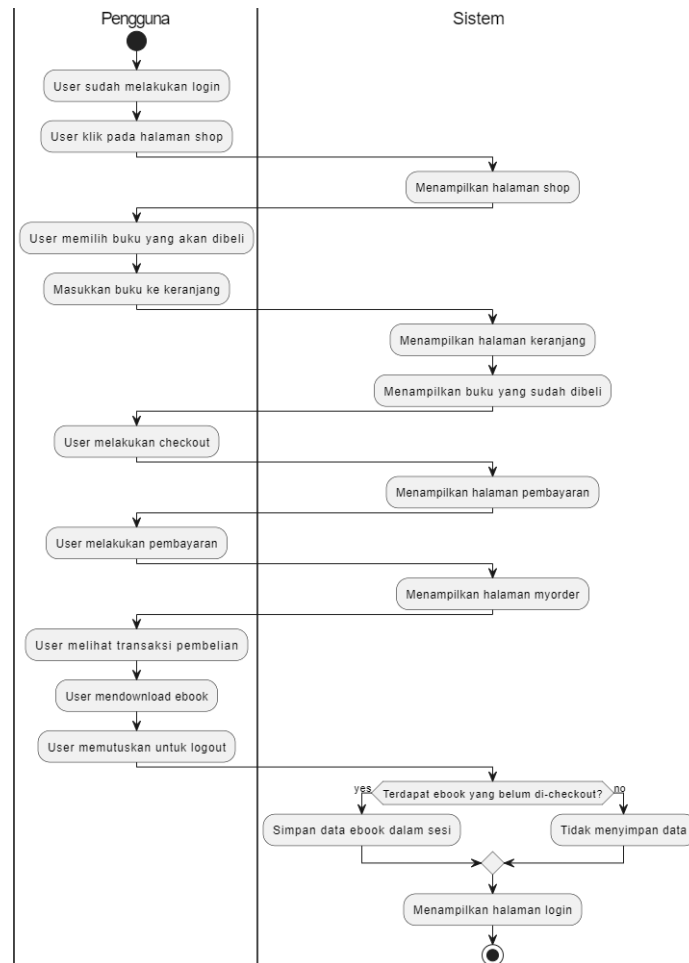 Pengguna
Sistem
User sudah melakukan login
User klik pada halaman shop
Menampilkan halaman shop
User memilih buku yang akan dibeli
Masukkan buku ke keranjang
Menampilkan halaman keranjang
Menampilkan buku yang sudah dibeli
User melakukan checkout
Menampilkan halaman pembayaran
User melakukan pembayaran
Menampilkan halaman myorder
User melihat transaksi pembelian
User mendownload ebook
User memutuskan untuk logout
yes
Terdapat ebook yang belum di-checkout?
no
Simpan data ebook dalam sesi
Tidak menyimpan data
Menampilkan halaman login